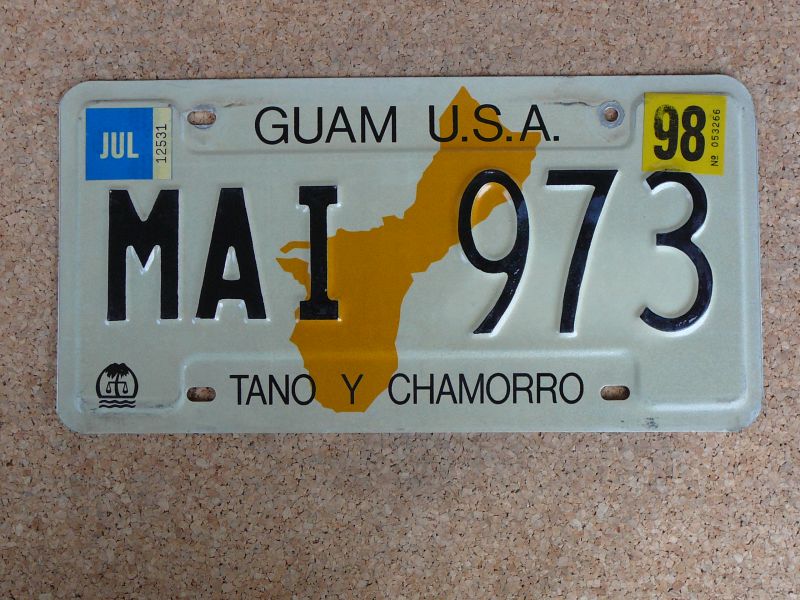 JUL
12531
GUAM U.S.A.
98
№ 053266
MAI 973
TANO Y CHAMORRO